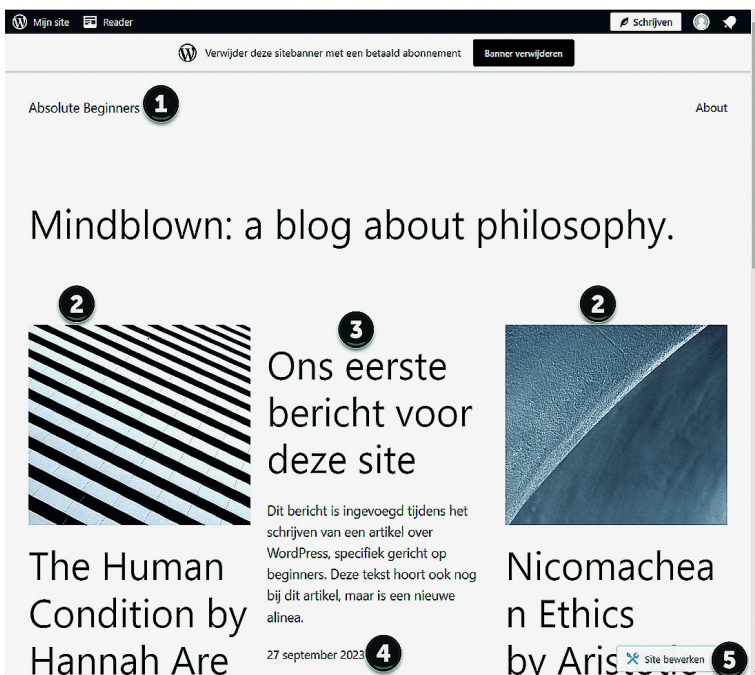 Mijn site Reader Schrijven
Verwijder deze sitebanner met een betaald abonnement Banner verwijderen
Absolute Beginners 1 About
Mindblown: a blog about philosophy.
2
The Human
Condition by
Hannah Are
3
Ons eerste
bericht voor
deze site
Dit bericht is ingevoegd tijdens het
schrijven van een artikel over
WordPress, specifiek gericht op
beginners. Deze tekst hoort ook nog
bij dit artikel, maar is een nieuwe
alinea.
27 september 2023 4
2
Nicomachea
n Ethics
by Aristotle
Site bewerken 5